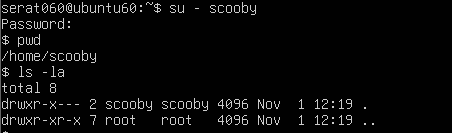 serat060@ubuntu60:~$ su - scooby
Password:
$ pwd
/home/scooby
$ ls -la
total 8
drwxr-x--- 2 scooby scooby 4096 Nov  1 12:19 .
drwxr-xr-x 7 root   root   4096 Nov  1 12:19 ..